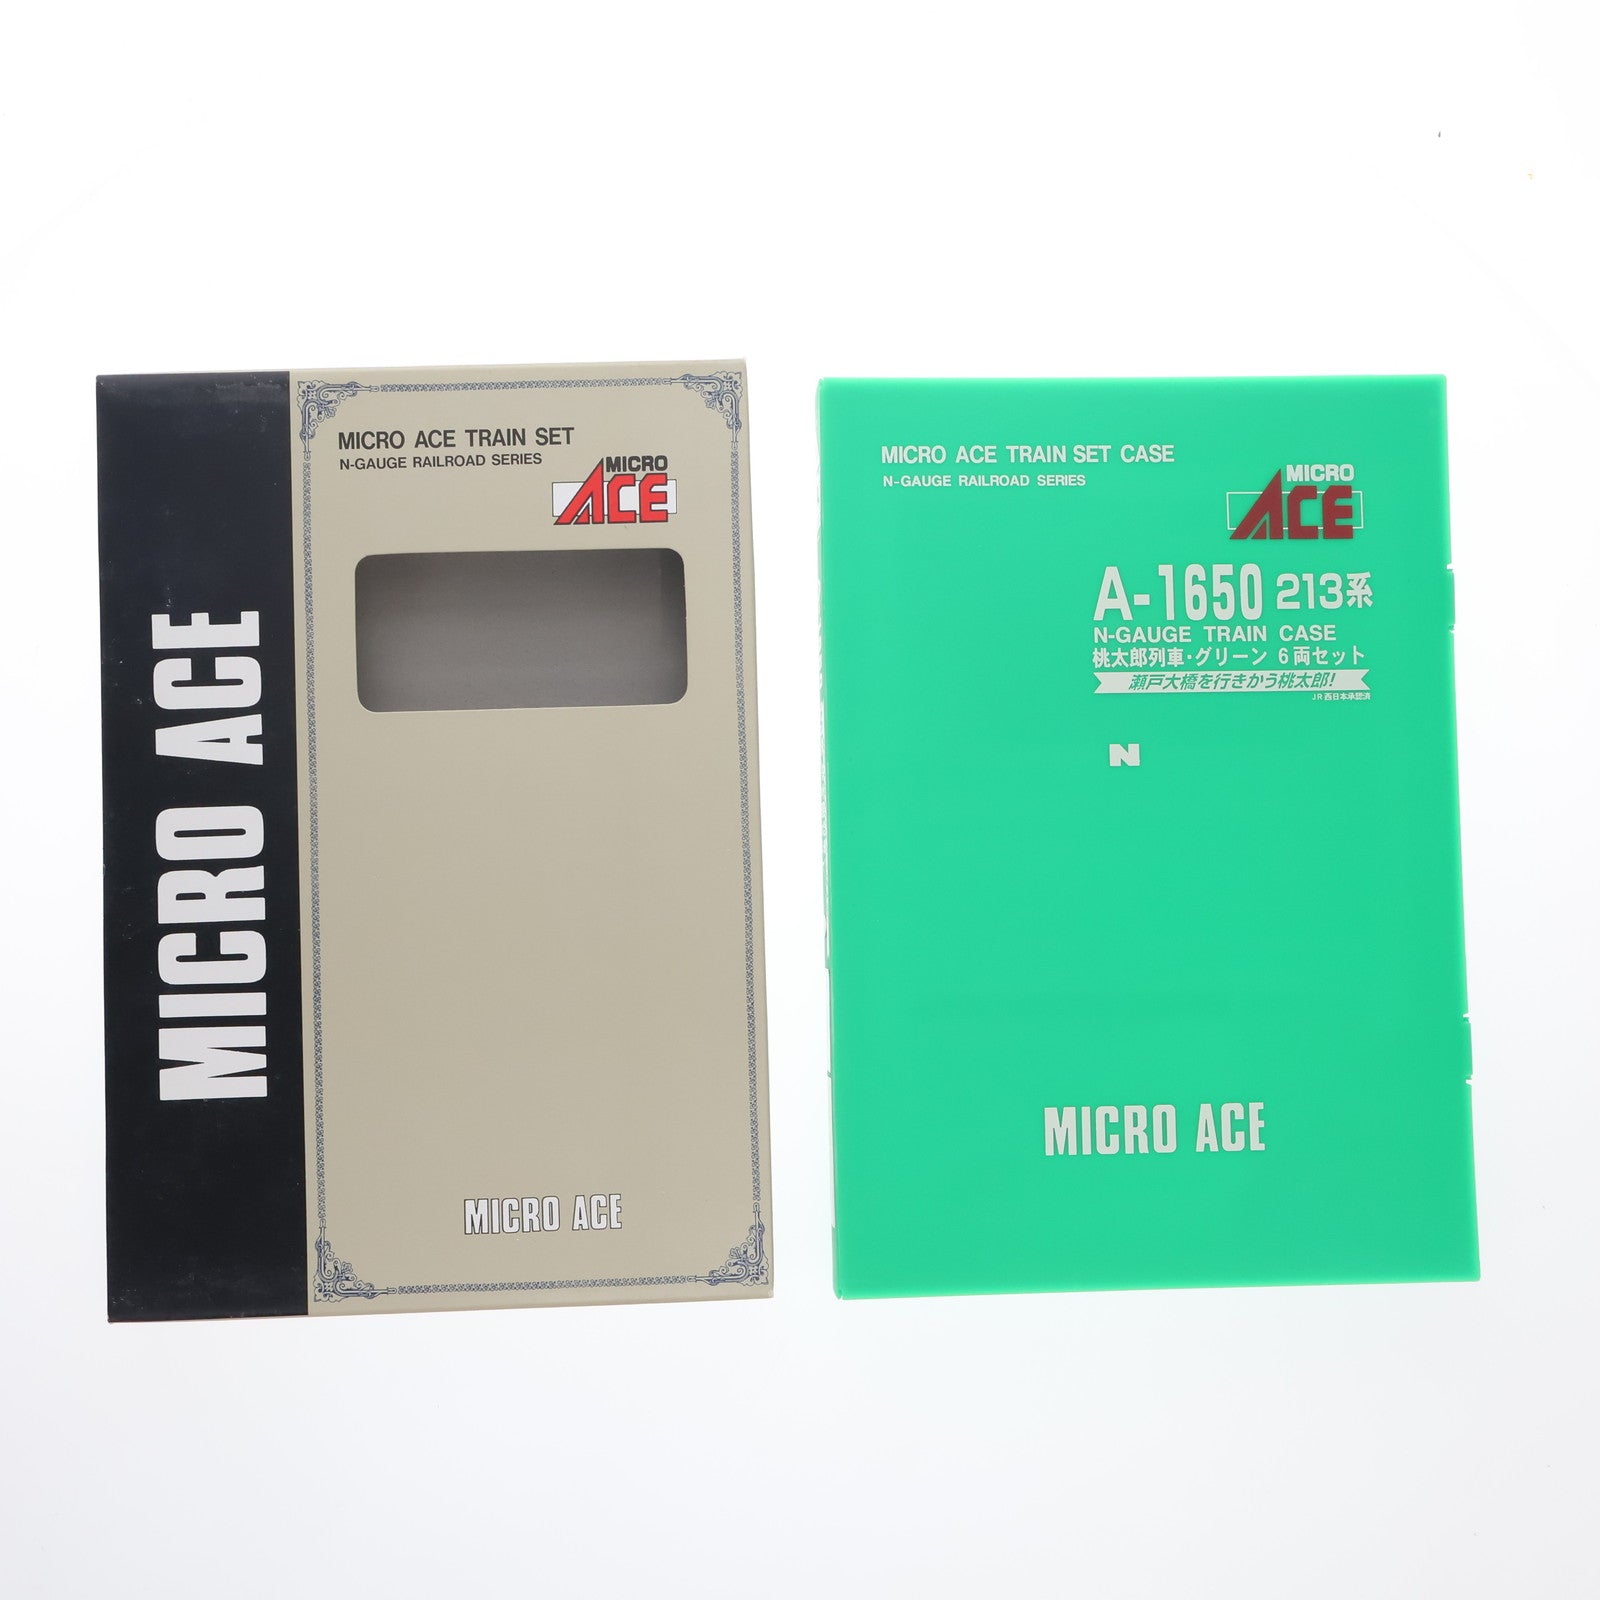 MICRO ACE
MICRO ACE TRAIN SET
N-GAUGE RAILROAD SERIES
MICRO
ACE
MICRO ACE
MICRO ACE TRAIN SET CASE
N-GAUGE RAILROAD SERIES
MICRO
ACE
A-1650 213系
N-GAUGE TRAIN CASE
桃太郎列車・グリーン 6両セット
瀬戸大橋を行きかう桃太郎!
JR西日本承認済
N
MICRO ACE